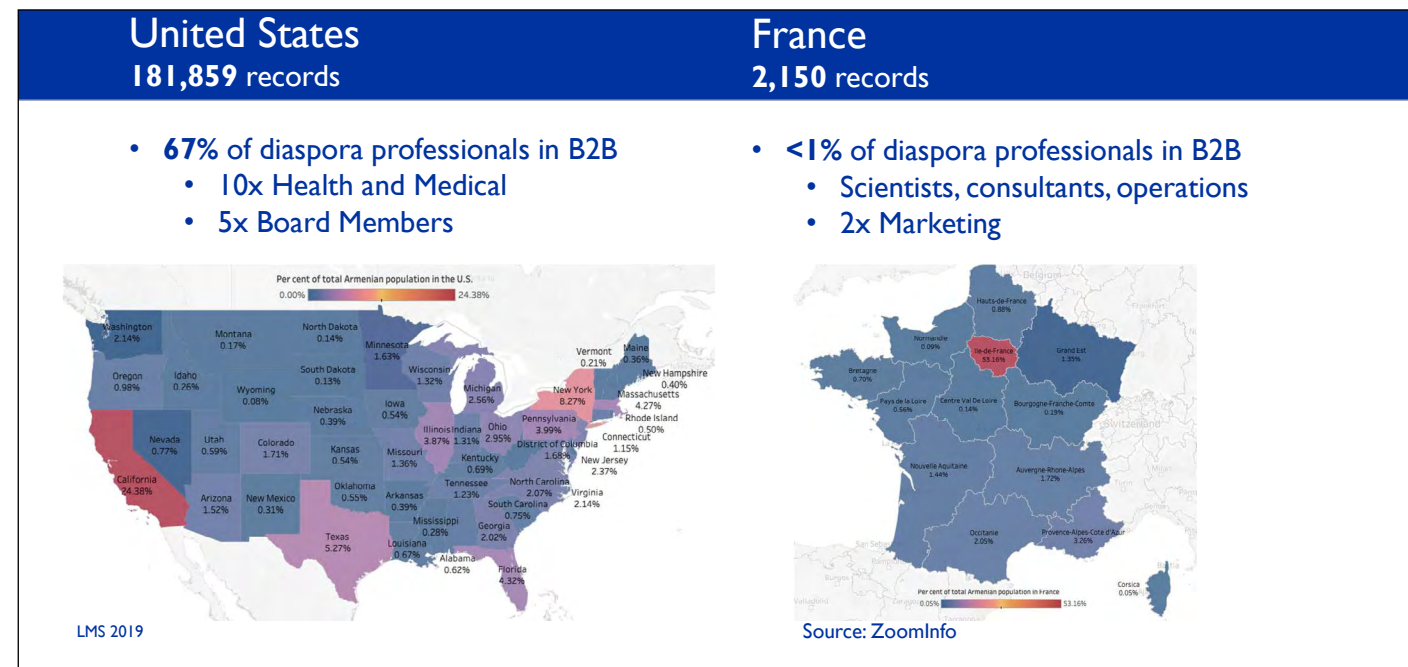 United States
181,859 records
France
2,150 records
• 67% of diaspora professionals in B2B
• 10x Health and Medical
• 5x Board Members
• <1% of diaspora professionals in B2B
• Scientists, consultants, operations
• 2x Marketing
Per cent of total Armenian population in the U.S.
0.00% 24.38%
Washington
2.14%
Montana
0.17%
North Dakota
0.14%
Minnesota
1.63%
Oregon
0.98%
Idaho
0.26%
Wyoming
0.08%
South Dakota
0.13%
Wisconsin
1.32%
Michigan
2.56%
Vermont
0.21%
Maine
0.36%
New Hampshire
0.40%
New York
8.27%
Massachusetts
4.27%
Rhode Island
0.50%
Connecticut
1.15%
Nebraska
0.39%
Iowa
0.54%
Illinois
3.87%
Indiana
1.31%
Ohio
2.95%
Pennsylvania
3.99%
District of Columbia
1.68%
New Jersey
2.37%
Nevada
0.77%
Utah
0.59%
Colorado
1.71%
Kansas
0.54%
Missouri
1.36%
Kentucky
0.69%
Virginia
2.14%
California
24.38%
Arizona
1.52%
New Mexico
0.31%
Oklahoma
0.55%
Arkansas
0.39%
Tennessee
1.23%
North Carolina
2.07%
South Carolina
0.75%
Texas
5.27%
Louisiana
0.67%
Mississippi
0.28%
Alabama
0.62%
Georgia
2.02%
Florida
4.32%
LMS 2019
Belgium
Hauts-de-France
0.88%
Normandie
0.09%
Ile-de-France
53.16%
Grand Est
1.35%
Bretagne
0.70%
Pays de la Loire
0.56%
Centre Val De Loire
0.14%
Bourgogne-Franche-Comte
0.19%
Switzerland
Nouvelle Aquitaine
1.44%
Auvergne-Rhone-Alpes
1.72%
Milan
Occitanie
2.05%
Provence-Alpes-Cote d'Azur
3.26%
Burgos
Corsica
0.05%
Per cent of total Armenian population in France
0.05% 53.16%
Source: ZoomInfo